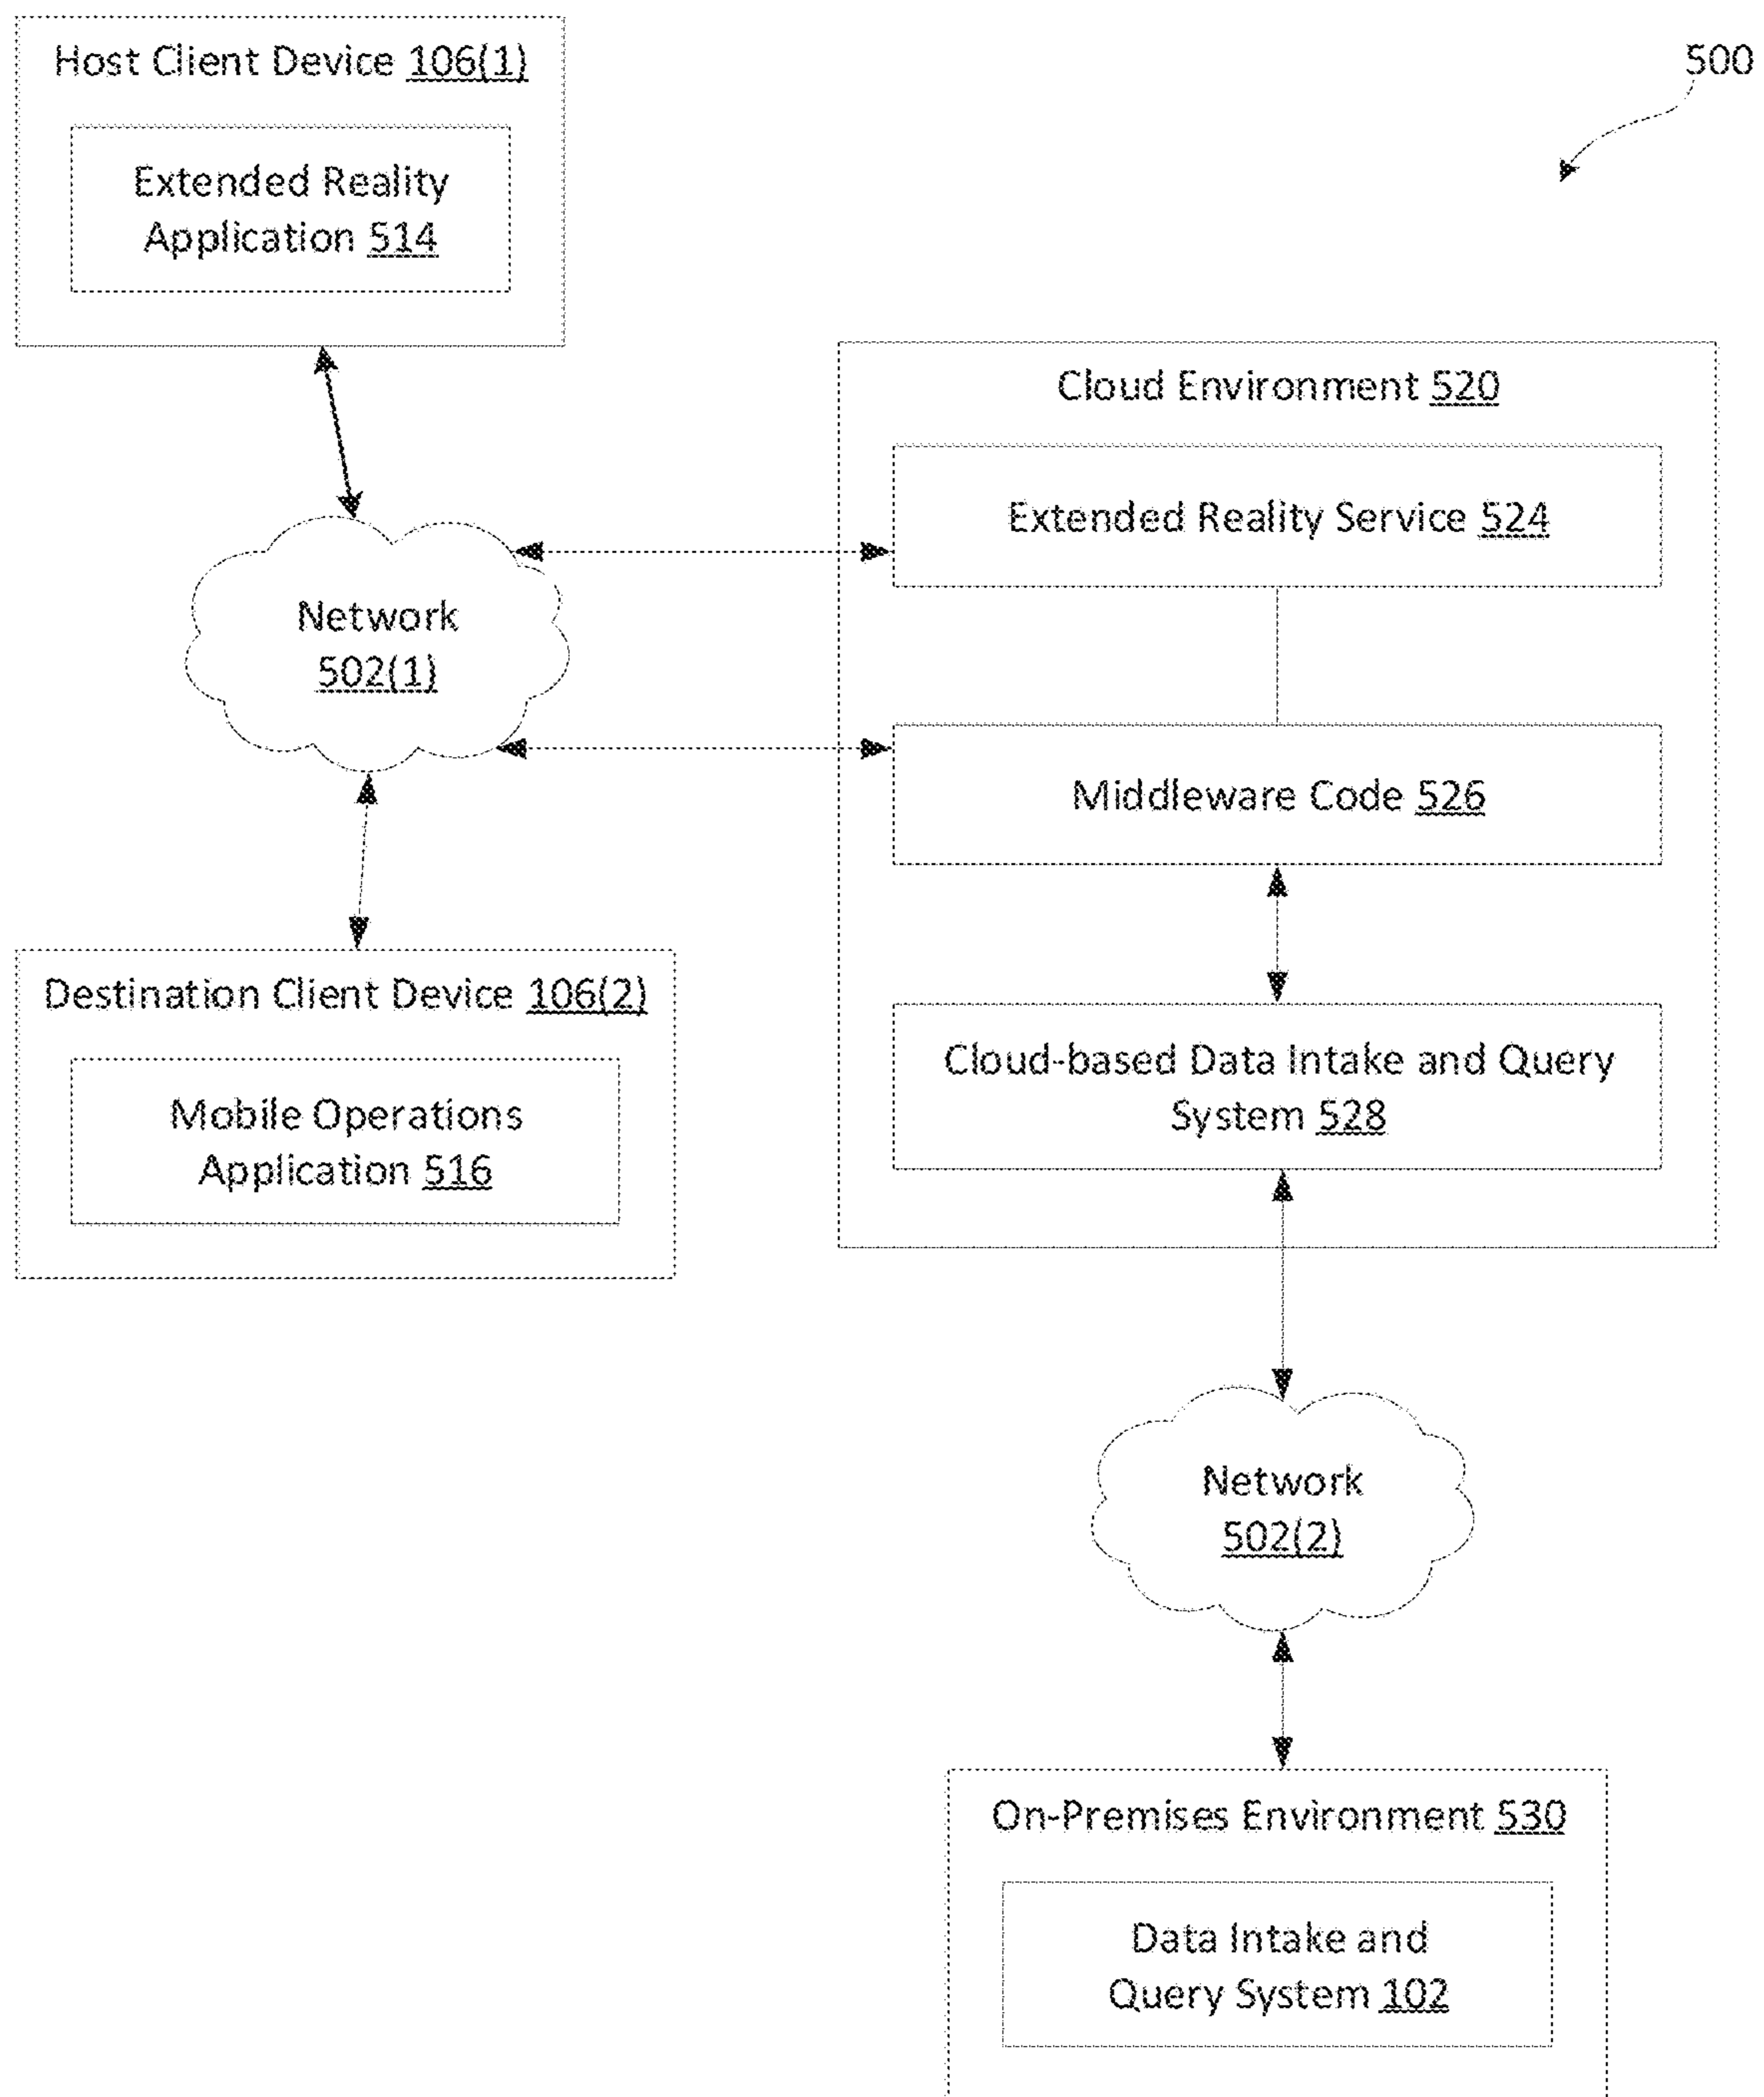 Host Client Device 106(1)
Extended Reality
Application 514
500
Cloud Environment 520
Extended Reality Service 524
Network
502(1)
Middleware Code 526
Destination Client Device 106(2)
Mobile Operations
Application 516
Cloud-based Data Intake and Query
System 528
Network
502(2)
On-Premises Environment 530
Data Intake and
Query System 102